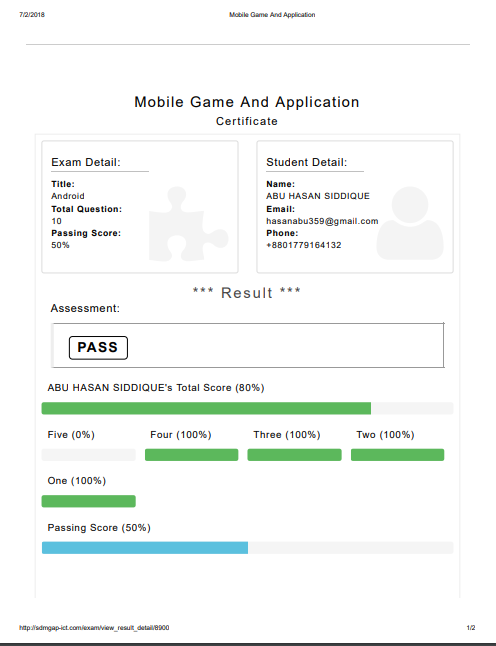 7/2/2018 Mobile Game And Application
Mobile Game And Application
Certificate
Exam Detail:
Title:
Android
Total Question:
10
Passing Score:
50%
Student Detail:
Name:
ABU HASAN SIDDIQUE
Email:
hasanabu359@gmail.com
Phone:
+8801779164132
*** Result ***
Assessment:
PASS
ABU HASAN SIDDIQUE's Total Score (80%)
Five (0%) Four (100%) Three (100%) Two (100%)
One (100%)
Passing Score (50%)
http://sdmgap-ict.com/exam/view_result_detail/8900 1/2